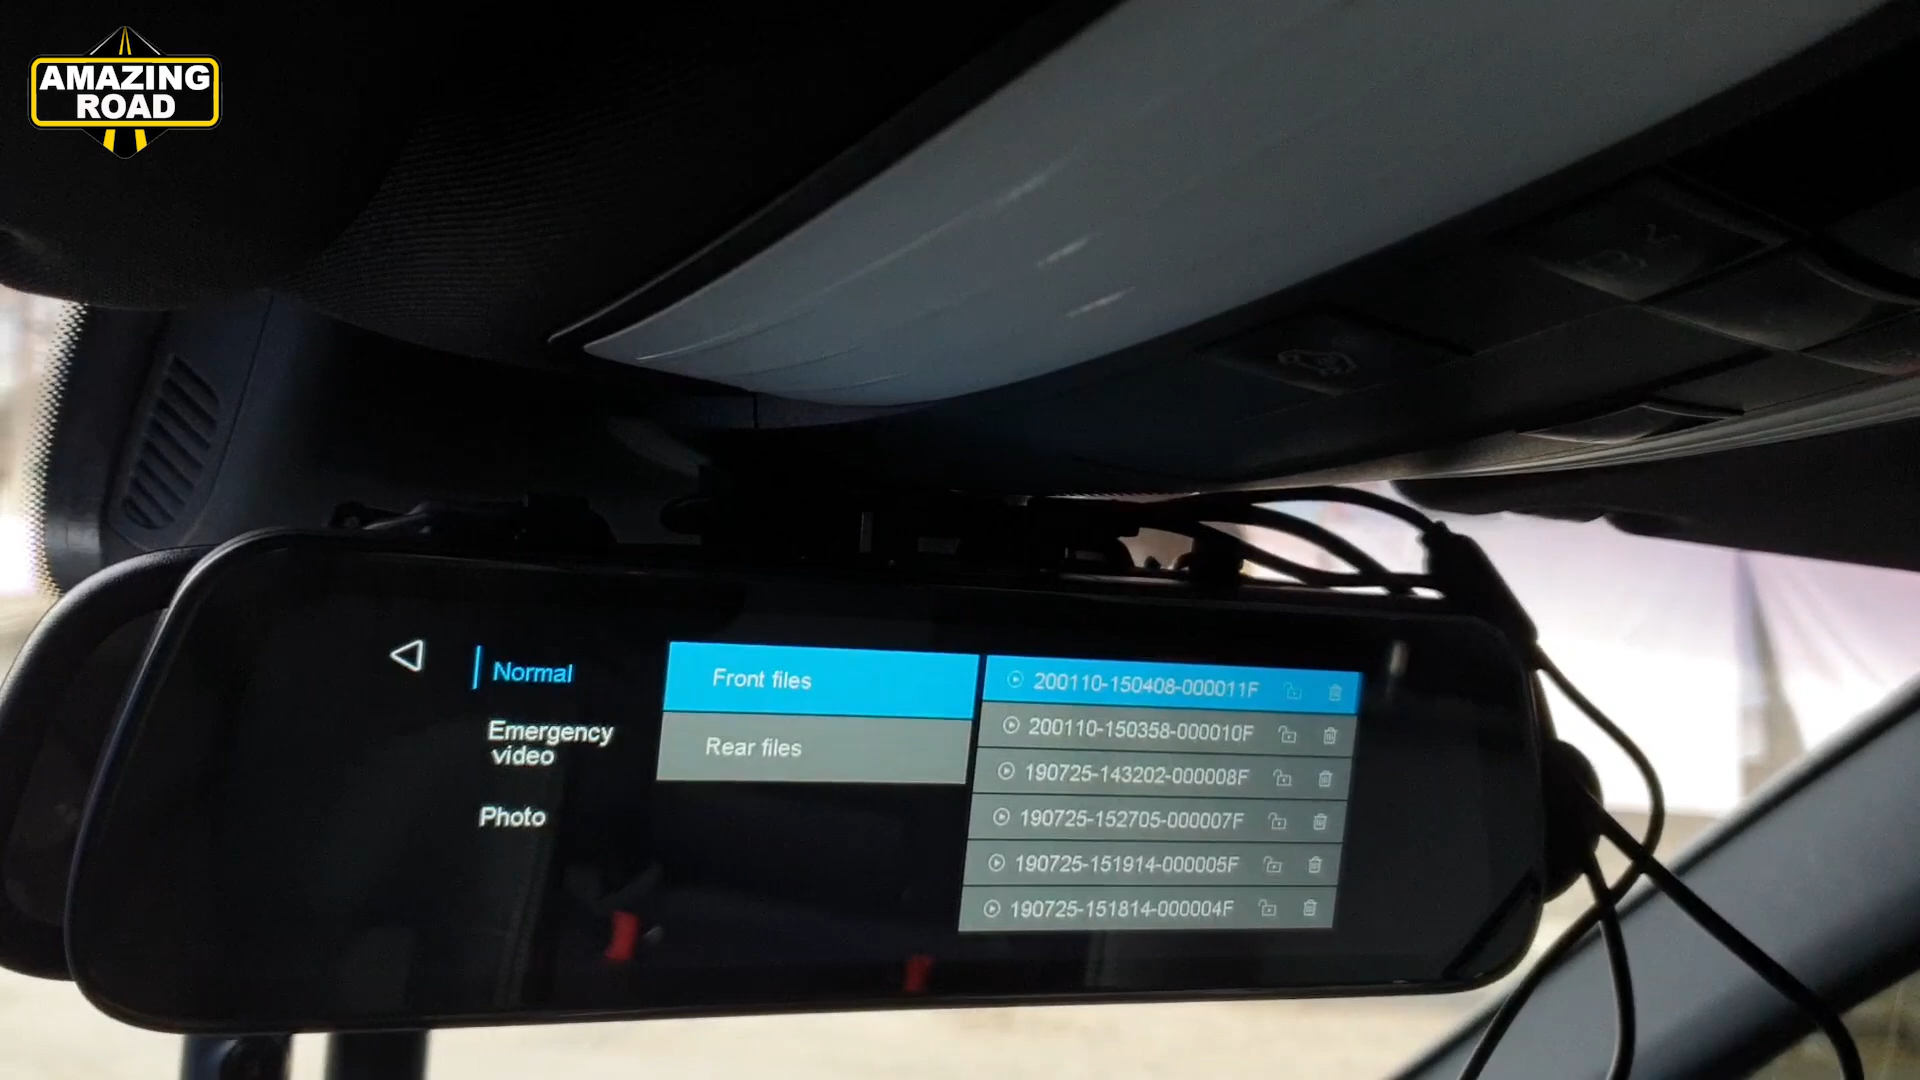 AMAZING
ROAD
Normal
Emergency
video
Photo
Front files
Rear files
200110-150408-000011F
200110-150358-000010F
190725-143202-000008F
190725-152705-000007F
190725-151914-000005F
190725-151814-000004F